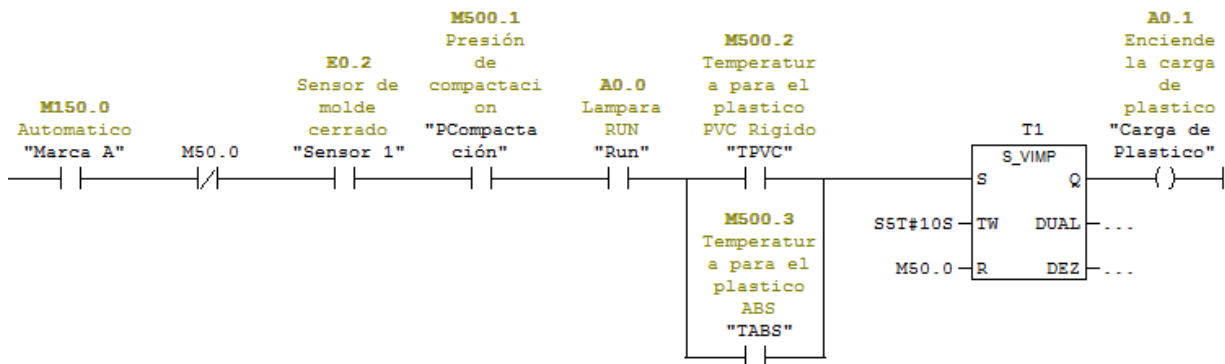 M150.0
Automatico
"Marca A"
M50.0
E0.2
Sensor de
molde
cerrado
"Sensor 1"
M500.1
Presión
de
compactaci
on
"PCompacta
ción"
A0.0
Lampara
RUN
"Run"
M500.2
Temperatur
a para el
plastico
PVC Rigido
"TPVC"
M500.3
Temperatur
a para el
plastico
ABS
"TABS"
T1
S_VIMP
S Q
S5T#10S TW DUAL ...
M50.0 R DEZ ...
A0.1
Enciende
la carga
de
plastico
"Carga de
Plastico"